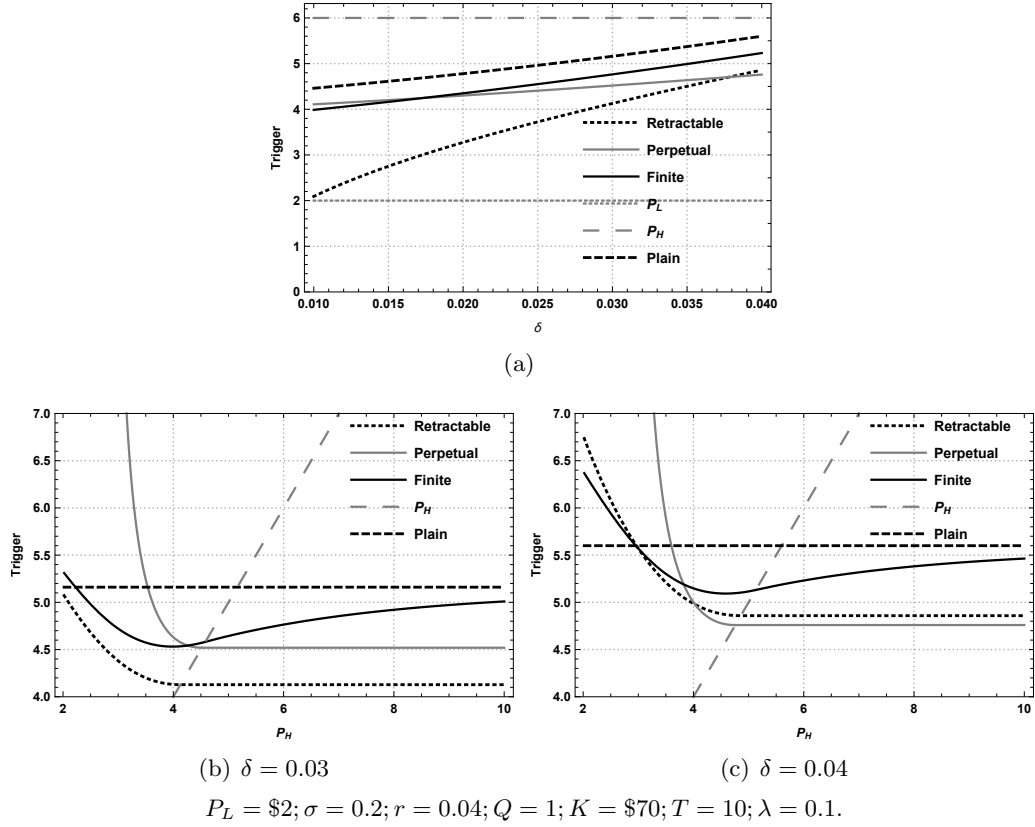 6
5
4
3
2
1
0
Trigger
Retractable
Perpetual
Finite
P_L
P_H
Plain
0.010 0.015 0.020 0.025 0.030 0.035 0.040
δ
(a)
7.0
6.5
6.0
5.5
5.0
4.5
4.0
Trigger
Retractable
Perpetual
Finite
P_H
Plain
2 4 6 8 10
P_H
(b) δ = 0.03
7.0
6.5
6.0
5.5
5.0
4.5
4.0
Trigger
Retractable
Perpetual
Finite
P_H
Plain
2 4 6 8 10
P_H
(c) δ = 0.04
P_L = $2; σ = 0.2; r = 0.04; Q = 1; K = $70; T = 10; λ = 0.1.